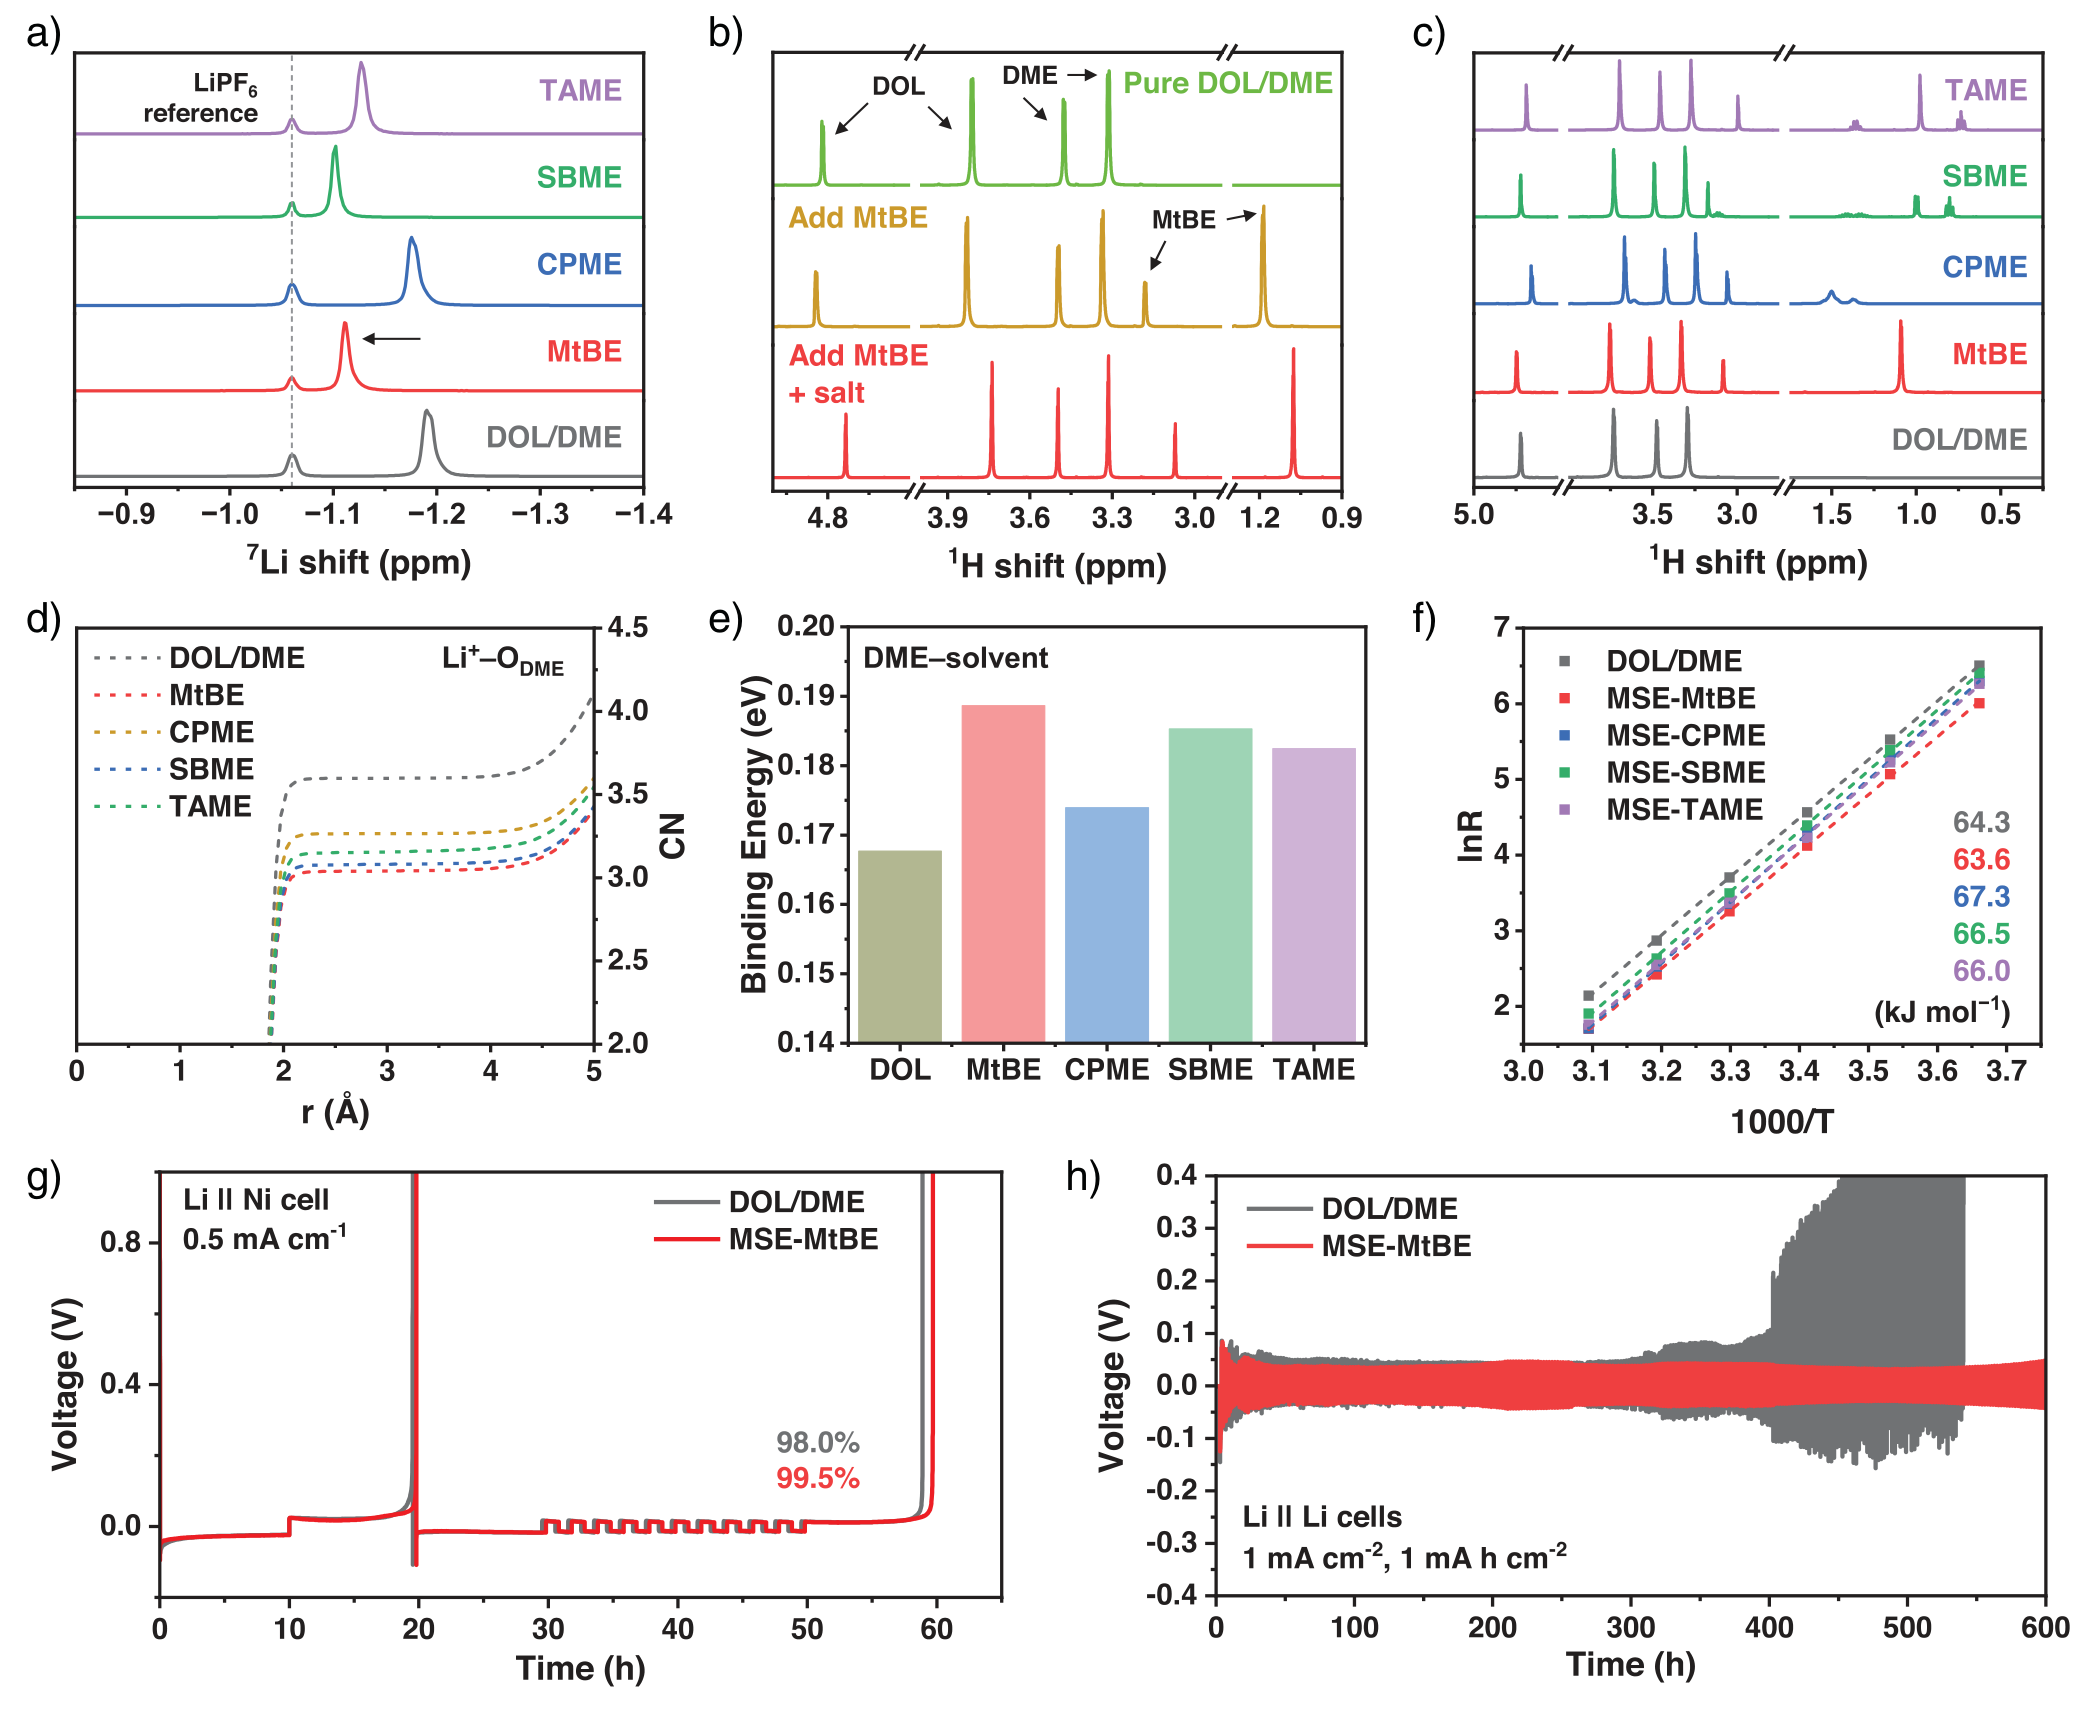 a)
LiPF6
reference
TAME
SBME
CPME
MtBE
DOL/DME
−0.9 −1.0 −1.1 −1.2 −1.3 −1.4
7Li shift (ppm)
b)
DOL
DME
Pure DOL/DME
Add MtBE
MtBE
Add MtBE
+ salt
4.8 3.9 3.6 3.3 3.0 1.2 0.9
1H shift (ppm)
c)
TAME
SBME
CPME
MtBE
DOL/DME
5.0 3.5 3.0 1.5 1.0 0.5
1H shift (ppm)
d)
DOL/DME
MtBE
CPME
SBME
TAME
Li+–ODME
4.5
4.0
3.5
3.0
2.5
2.0
CN
0 1 2 3 4 5
r (Å)
e)
DME–solvent
0.20
0.19
0.18
0.17
0.16
0.15
0.14
Binding Energy (eV)
DOL MtBE CPME SBME TAME
f)
7
6
5
4
3
2
lnR
DOL/DME
MSE-MtBE
MSE-CPME
MSE-SBME
MSE-TAME
64.3
63.6
67.3
66.5
66.0
(kJ mol−1)
3.0 3.1 3.2 3.3 3.4 3.5 3.6 3.7
1000/T
g)
Li || Ni cell
0.5 mA cm-1
DOL/DME
MSE-MtBE
0.8
0.4
0.0
Voltage (V)
98.0%
99.5%
0 10 20 30 40 50 60
Time (h)
h)
DOL/DME
MSE-MtBE
0.4
0.3
0.2
0.1
0.0
-0.1
-0.2
-0.3
-0.4
Voltage (V)
Li || Li cells
1 mA cm-2, 1 mA h cm-2
0 100 200 300 400 500 600
Time (h)